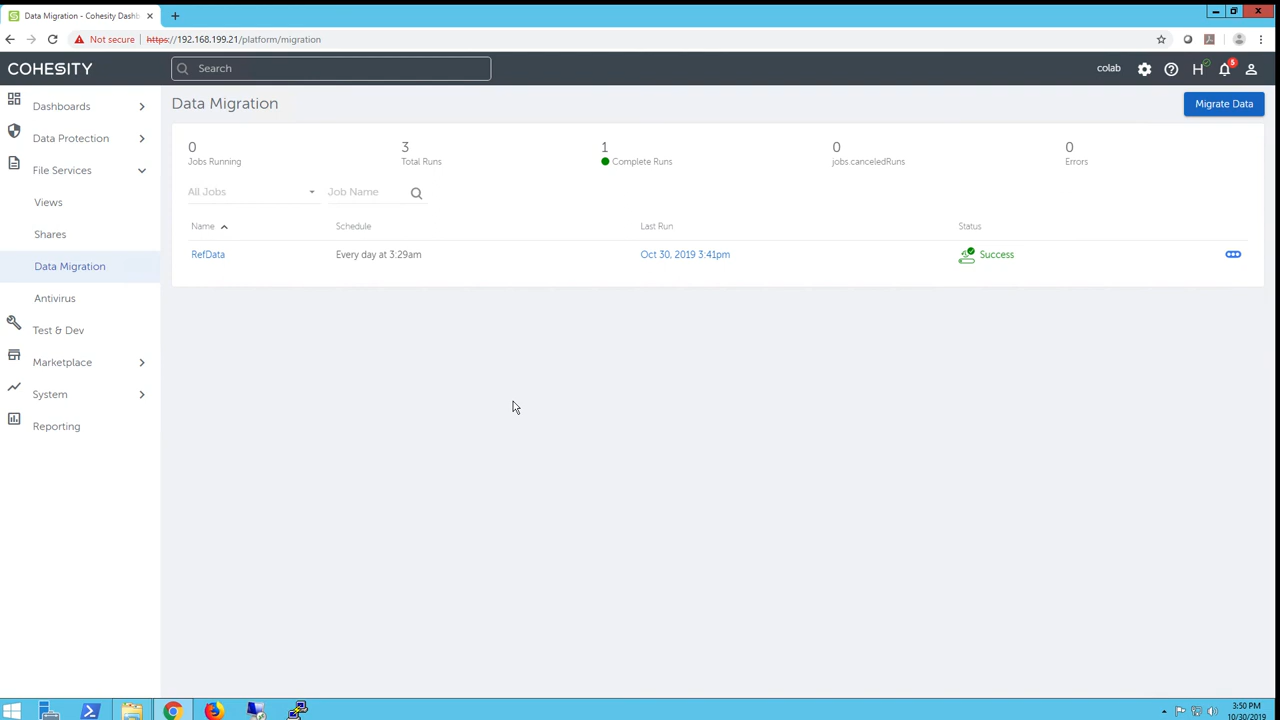 Data Migration - Cohesity Dashb
Not secure
https://192.168.199.21/platform/migration
COHESITY
Search
colab
H
5
Dashboards
Data Protection
File Services
Views
Shares
Data Migration
Antivirus
Test & Dev
Marketplace
System
Reporting
Data Migration
Migrate Data
0
Jobs Running
3
Total Runs
1
Complete Runs
0
jobs.canceledRuns
0
Errors
All Jobs
Job Name
Name
Schedule
Last Run
Status
RefData
Every day at 3:29am
Oct 30, 2019 3:41pm
Success
3:50 PM
10/30/2019